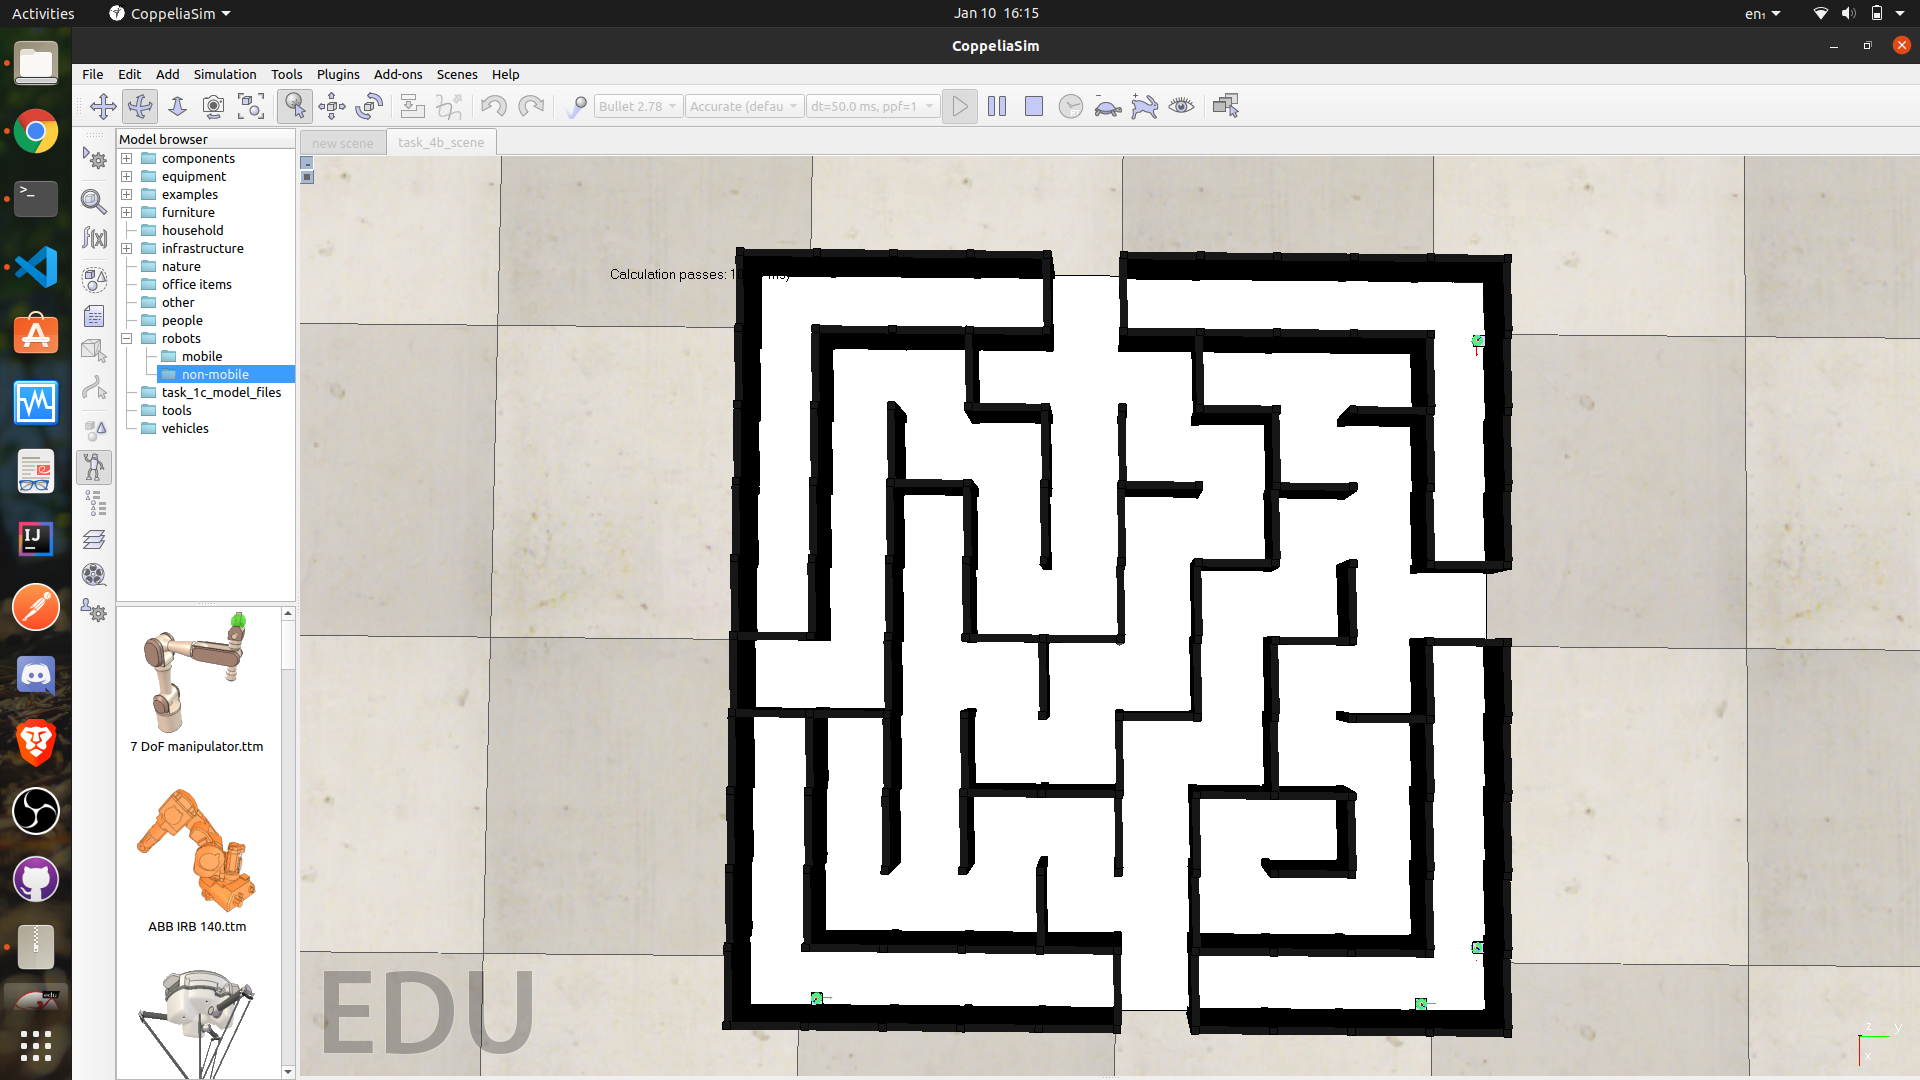 Activities
CoppeliaSim
Jan 10 16:15
en₁
CoppeliaSim
File Edit Add Simulation Tools Plugins Add-ons Scenes Help
Bullet 2.78
Accurate (defau
dt=50.0 ms, ppf=1
Model browser
new scene
task_4b_scene
components
equipment
examples
furniture
household
infrastructure
nature
office items
other
people
robots
mobile
non-mobile
task_1c_model_files
tools
vehicles
Calculation passes: 1
7 DoF manipulator.ttm
ABB IRB 140.ttm
EDU
f(x)
IJ
edu
z
y
x